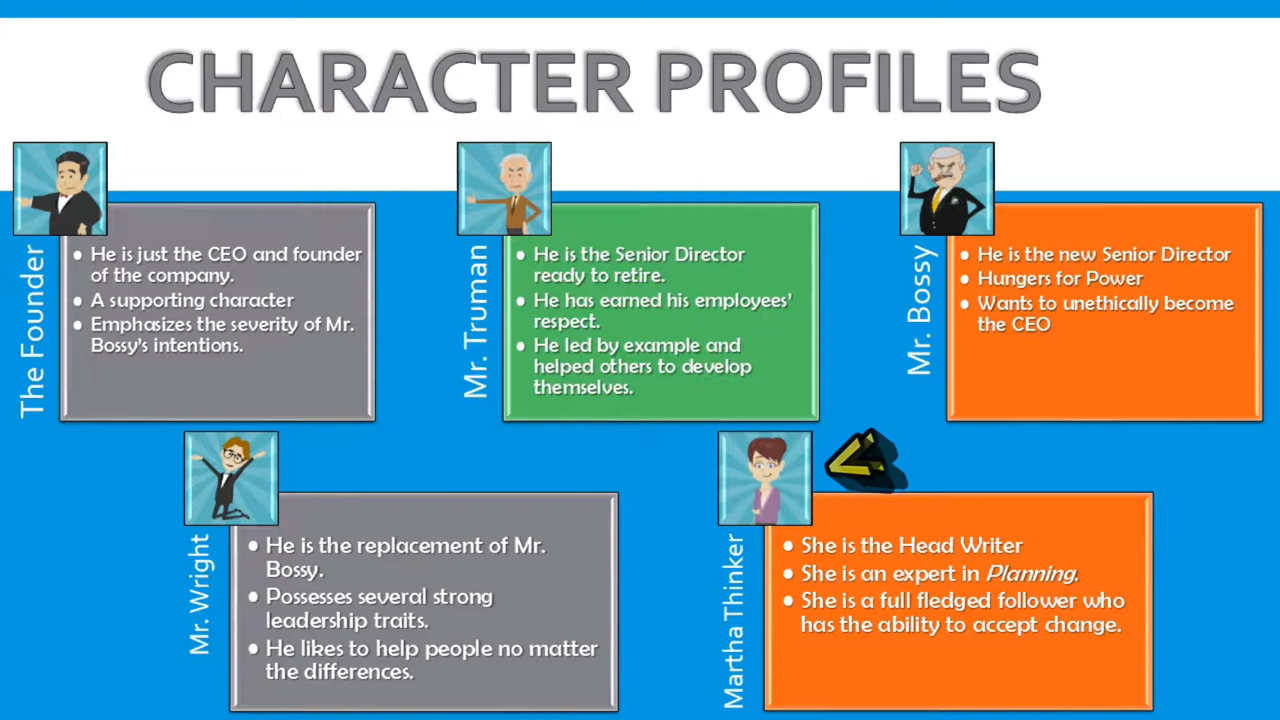 CHARACTER PROFILES
The Founder
• He is just the CEO and founder
of the company.
• A supporting character
• Emphasizes the severity of Mr.
Bossy's intentions.
Mr. Truman
• He is the Senior Director
ready to retire.
• He has earned his employees'
respect.
• He led by example and
helped others to develop
themselves.
Mr. Bossy
• He is the new Senior Director
• Hungers for Power
• Wants to unethically become
the CEO
Mr. Wright
• He is the replacement of Mr.
Bossy.
• Possesses several strong
leadership traits.
• He likes to help people no matter
the differences.
Martha Thinker
• She is the Head Writer
• She is an expert in Planning.
• She is a full fledged follower who
has the ability to accept change.